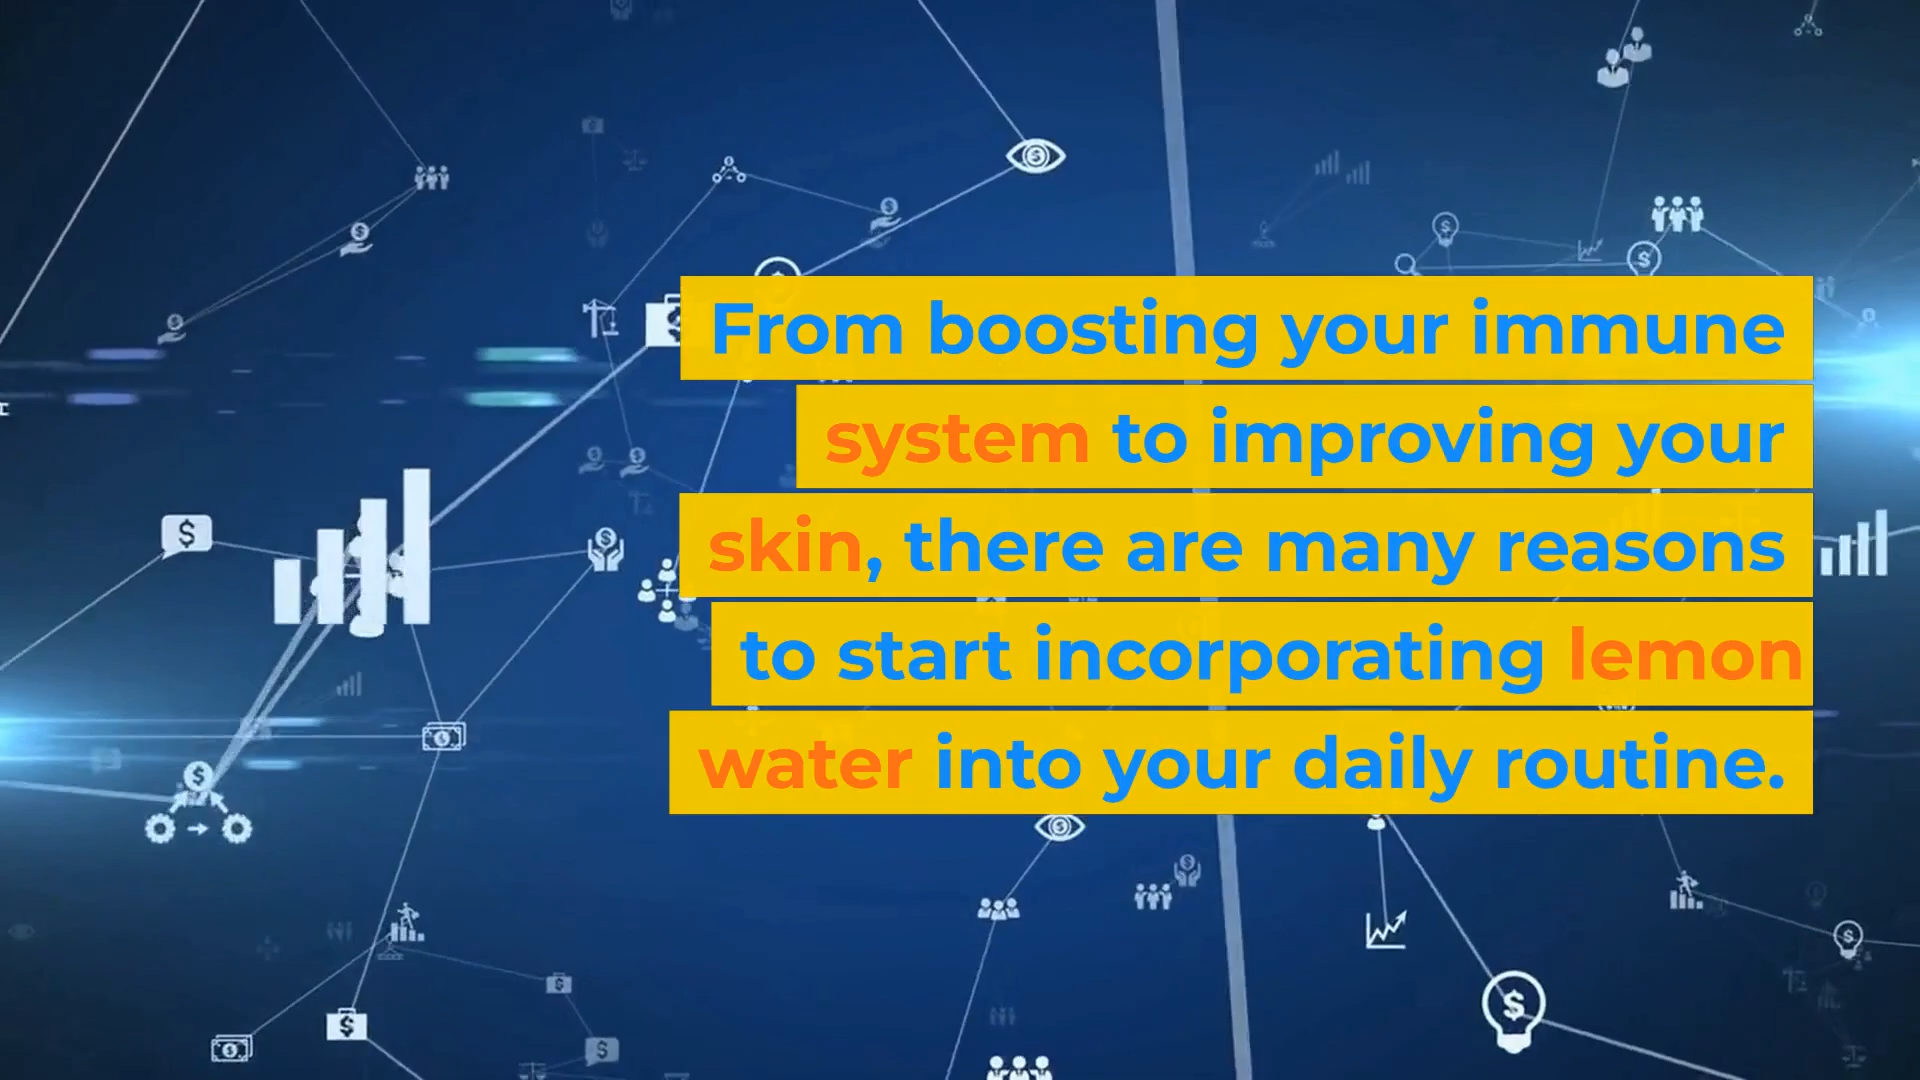 From boosting your immune
system to improving your
skin, there are many reasons
to start incorporating lemon
water into your daily routine.